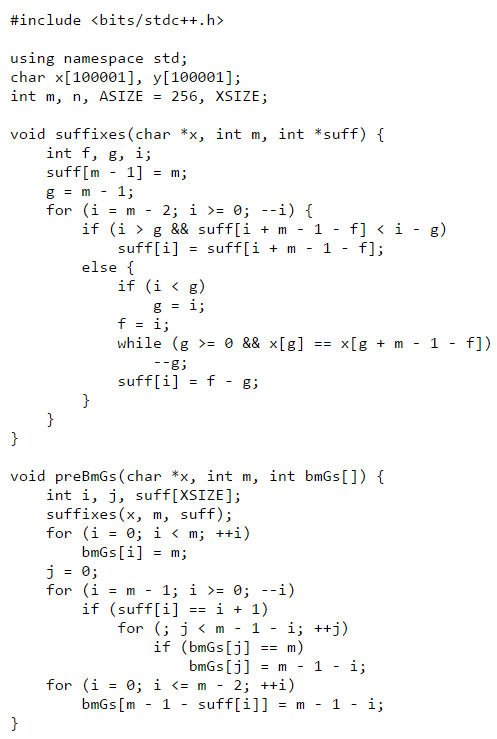 #include <bits/stdc++.h>

using namespace std;
char x[100001], y[100001];
int m, n, ASIZE = 256, XSIZE;

void suffixes(char *x, int m, int *suff) {
    int f, g, i;
    suff[m - 1] = m;
    g = m - 1;
    for (i = m - 2; i >= 0; --i) {
        if (i > g && suff[i + m - 1 - f] < i - g)
            suff[i] = suff[i + m - 1 - f];
        else {
            if (i < g)
                g = i;
            f = i;
            while (g >= 0 && x[g] == x[g + m - 1 - f])
                --g;
            suff[i] = f - g;
        }
    }
}

void preBmGs(char *x, int m, int bmGs[]) {
    int i, j, suff[XSIZE];
    suffixes(x, m, suff);
    for (i = 0; i < m; ++i)
        bmGs[i] = m;
    j = 0;
    for (i = m - 1; i >= 0; --i)
        if (suff[i] == i + 1)
            for (; j < m - 1 - i; ++j)
                if (bmGs[j] == m)
                    bmGs[j] = m - 1 - i;
    for (i = 0; i <= m - 2; ++i)
        bmGs[m - 1 - suff[i]] = m - 1 - i;
}